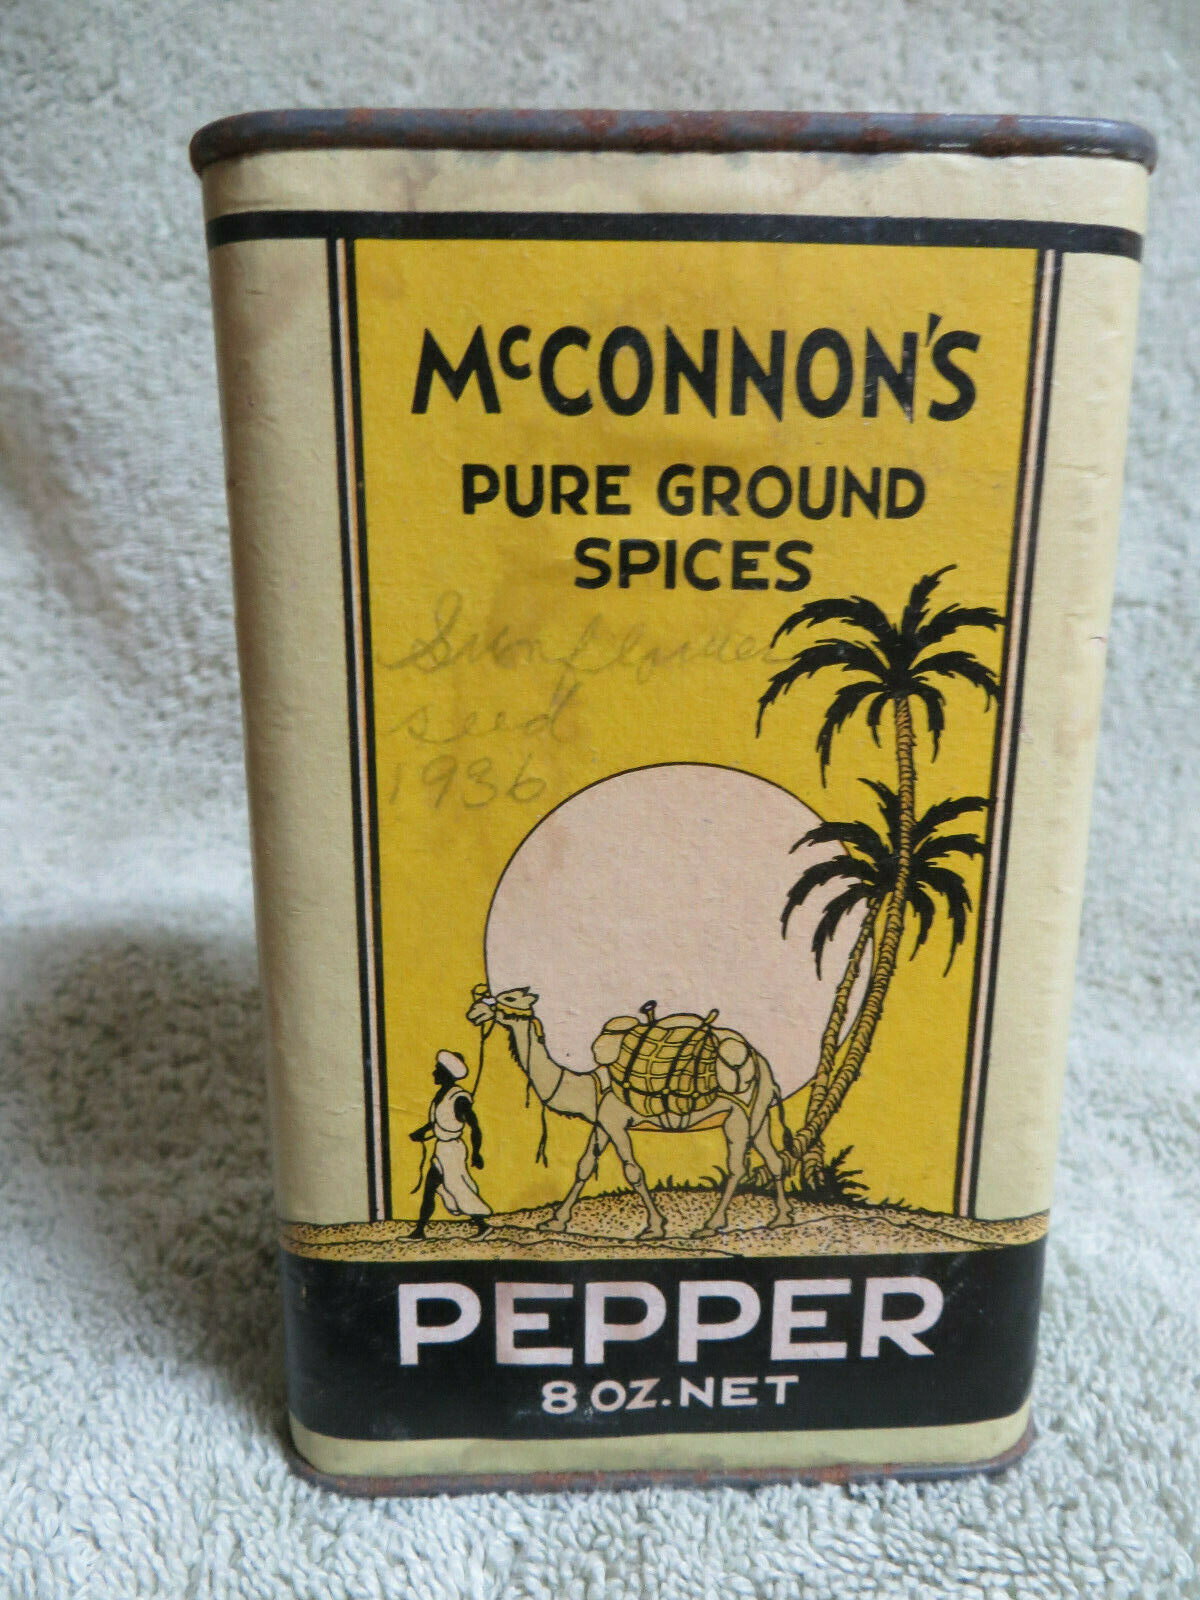 McCONNON'S
PURE GROUND
SPICES
Sunflower
seed
1936
PEPPER
8 OZ. NET